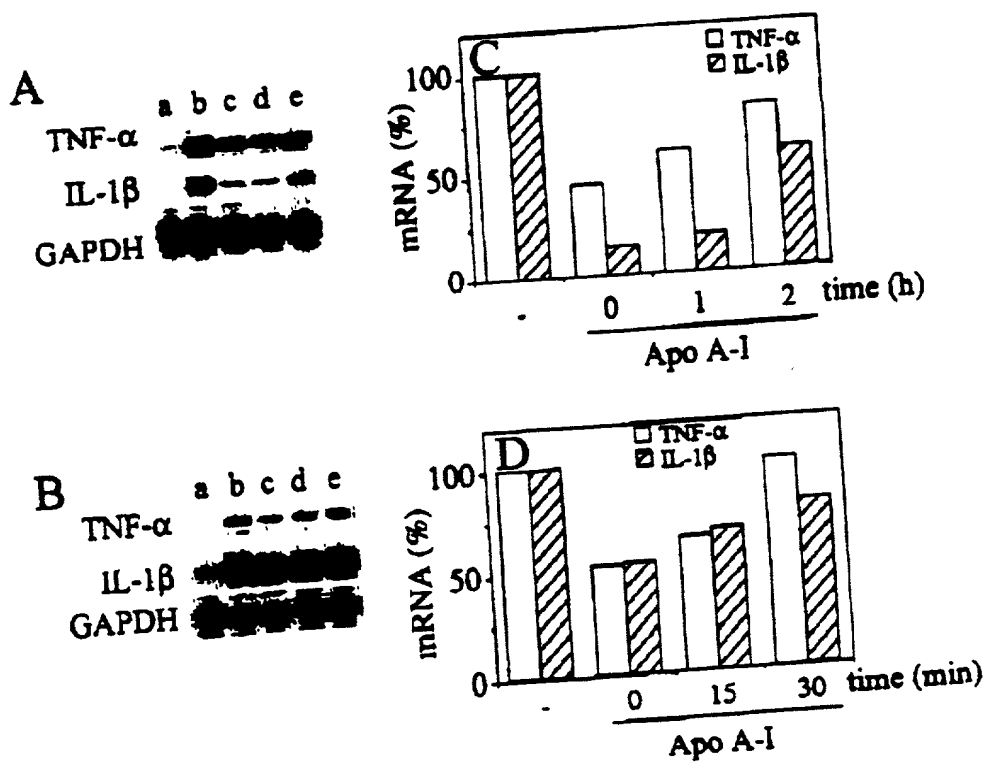 A
a b c d e
TNF-α
IL-1β
GAPDH
C
TNF-α
IL-1β
mRNA (%)
100
50
0
- 0 1 2 time (h)
Apo A-I
B
a b c d e
TNF-α
IL-1β
GAPDH
D
TNF-α
IL-1β
mRNA (%)
100
50
0
- 0 15 30 time (min)
Apo A-I